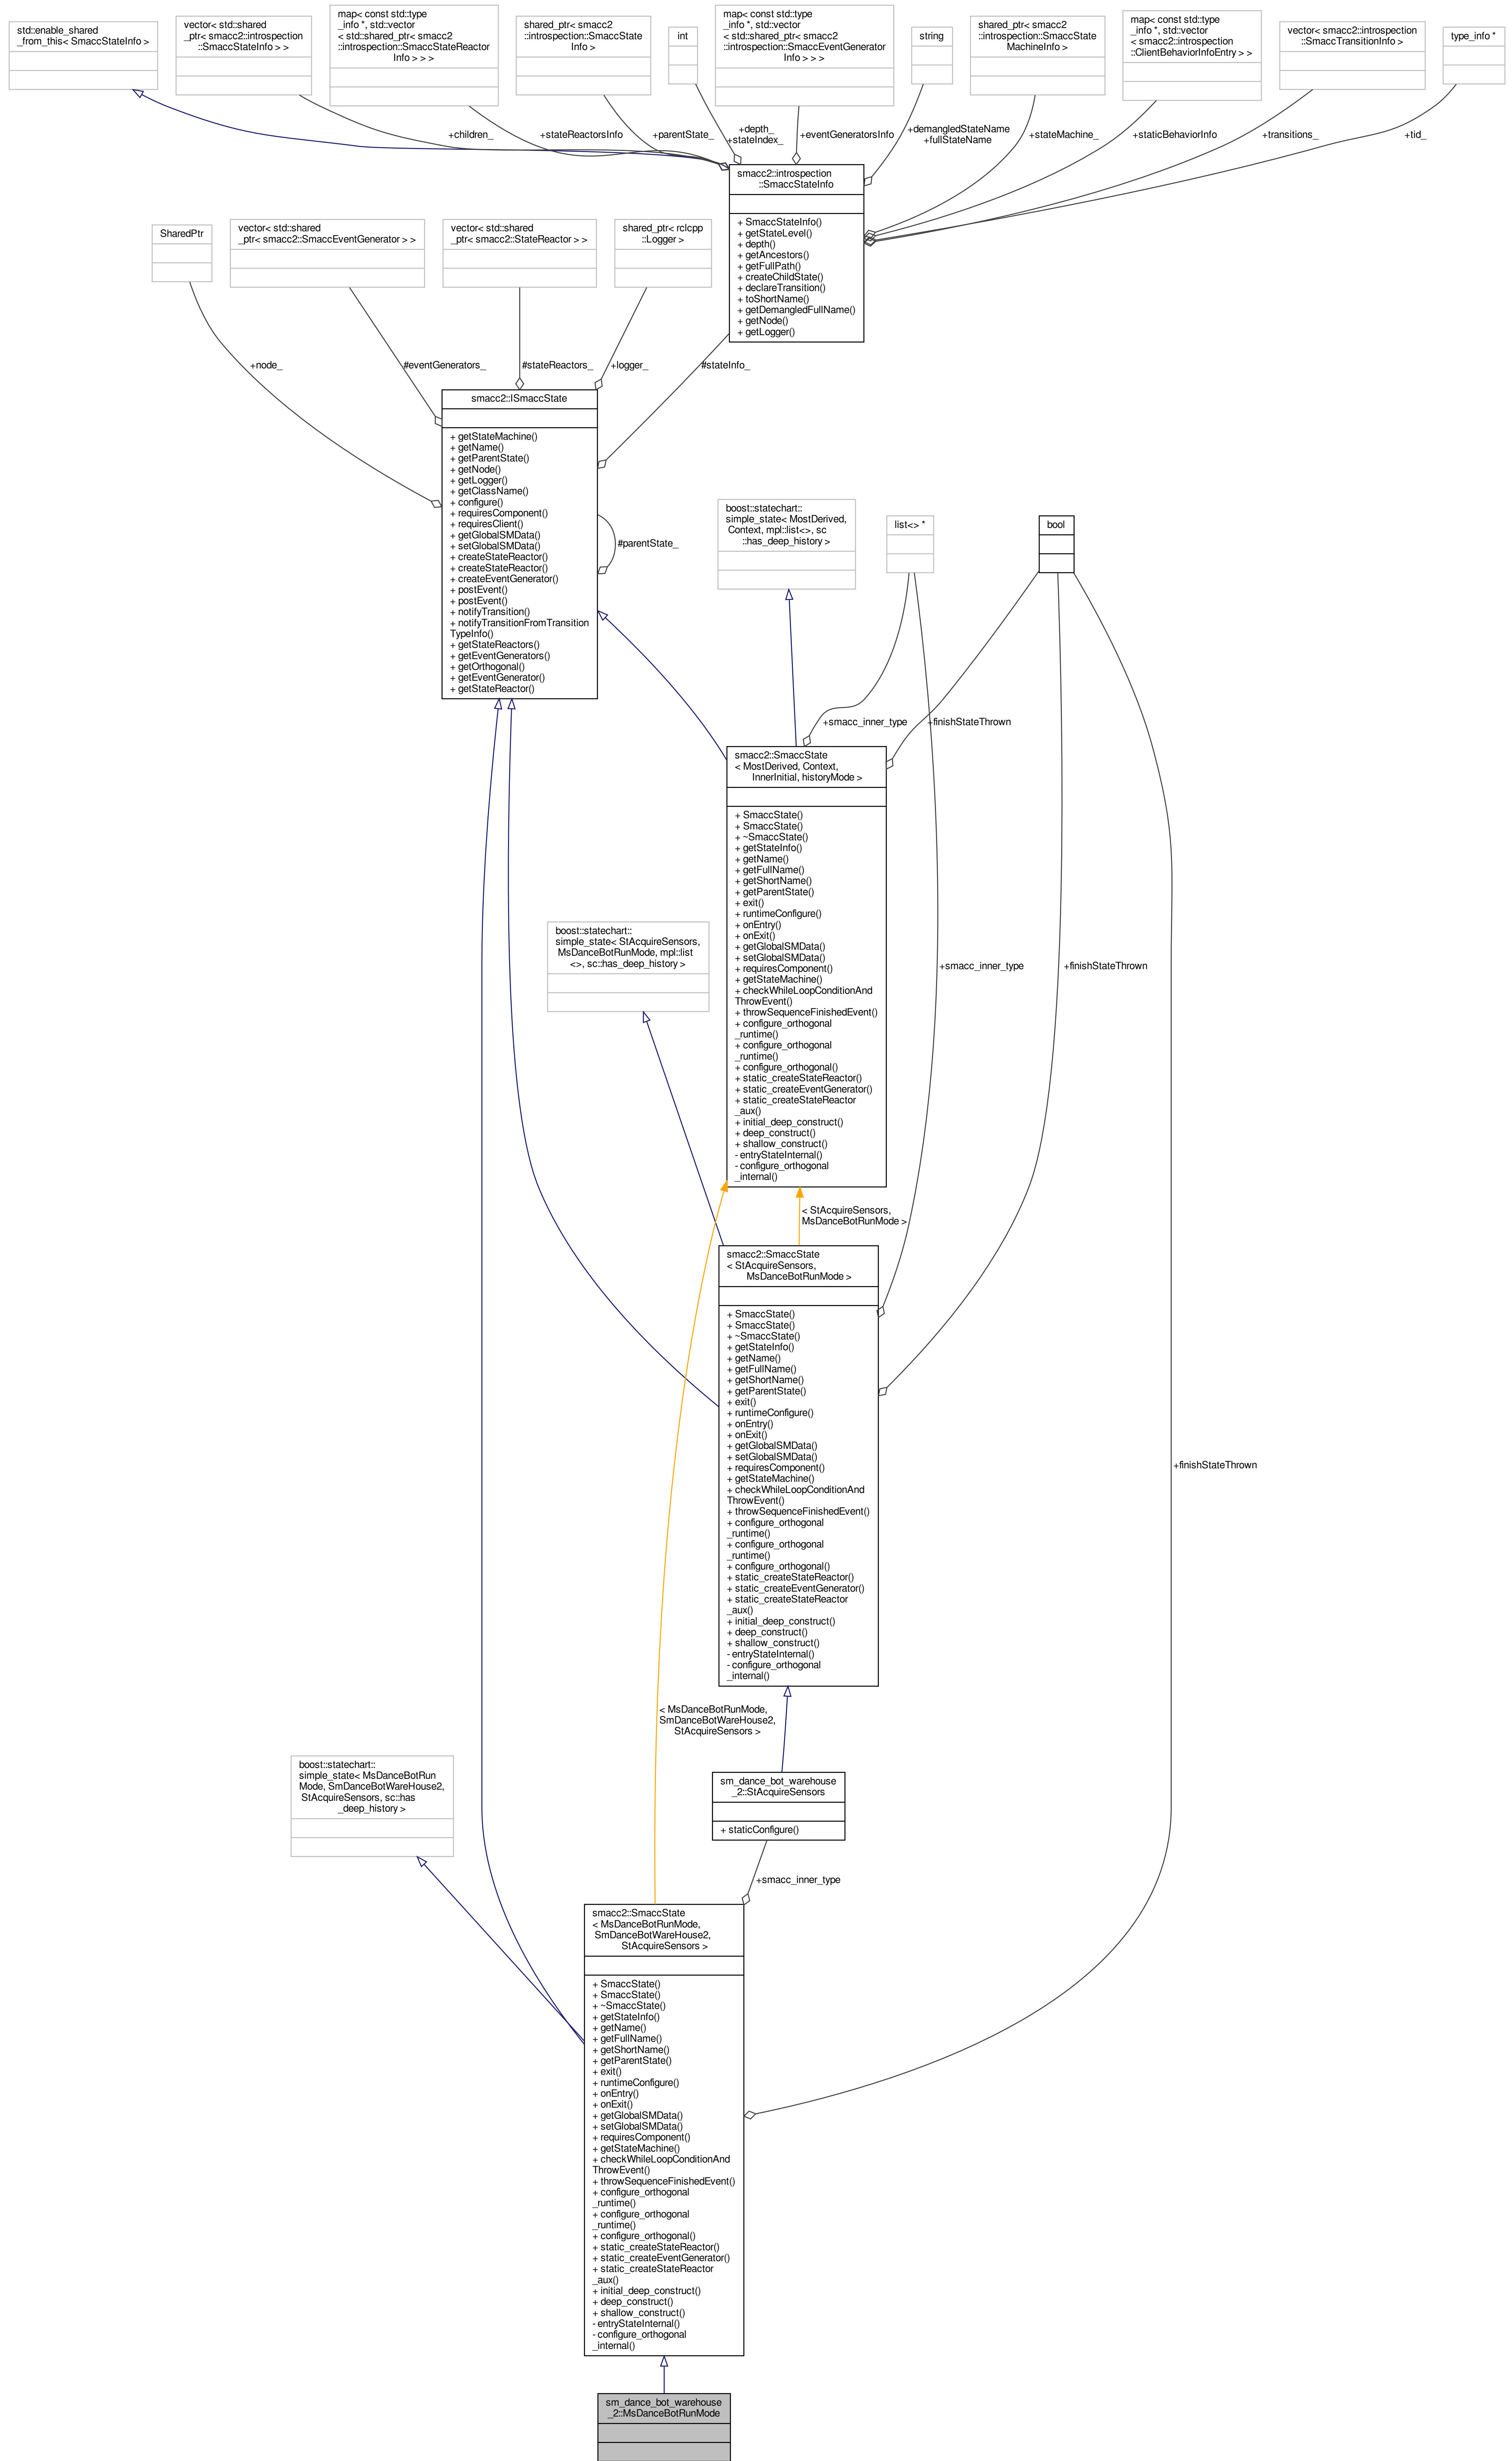 std::enable_shared
_from_this< SmaccStateInfo >
vector< std::shared
_ptr< smacc2::introspection
::SmaccStateInfo > >
map< const std::type
_info *, std::vector
< std::shared_ptr< smacc2
::introspection::SmaccStateReactor
Info > > >
shared_ptr< smacc2
::introspection::SmaccState
Info >
int
map< const std::type
_info *, std::vector
< std::shared_ptr< smacc2
::introspection::SmaccEventGenerator
Info > > >
string
shared_ptr< smacc2
::introspection::SmaccState
MachineInfo >
map< const std::type
_info *, std::vector
< smacc2::introspection
::ClientBehaviorInfoEntry > >
vector< smacc2::introspection
::SmaccTransitionInfo >
type_info *
+children_
+stateReactorsInfo
+parentState_
+depth_
+stateIndex_
+eventGeneratorsInfo
+demangledStateName
+fullStateName
+stateMachine_
+staticBehaviorInfo
+transitions_
+tid_
smacc2::introspection
::SmaccStateInfo
+ SmaccStateInfo()
+ getStateLevel()
+ depth()
+ getAncestors()
+ getFullPath()
+ createChildState()
+ declareTransition()
+ toShortName()
+ getDemangledFullName()
+ getNode()
+ getLogger()
SharedPtr
vector< std::shared
_ptr< smacc2::SmaccEventGenerator > >
vector< std::shared
_ptr< smacc2::StateReactor > >
shared_ptr< rclcpp
::Logger >
+node_
#eventGenerators_
#stateReactors_
+logger_
#stateInfo_
smacc2::ISmaccState
+ getStateMachine()
+ getName()
+ getParentState()
+ getNode()
+ getLogger()
+ getClassName()
+ configure()
+ requiresComponent()
+ requiresClient()
+ getGlobalSMData()
+ setGlobalSMData()
+ createStateReactor()
+ createStateReactor()
+ createEventGenerator()
+ postEvent()
+ postEvent()
+ notifyTransition()
+ notifyTransitionFromTransition
TypeInfo()
+ getStateReactors()
+ getEventGenerators()
+ getOrthogonal()
+ getEventGenerator()
+ getStateReactor()
#parentState_
boost::statechart::
simple_state< MostDerived,
Context, mpl::list<>, sc
::has_deep_history >
list<> *
bool
+smacc_inner_type
+finishStateThrown
smacc2::SmaccState
< MostDerived, Context,
InnerInitial, historyMode >
+ SmaccState()
+ SmaccState()
+ ~SmaccState()
+ getStateInfo()
+ getName()
+ getFullName()
+ getShortName()
+ getParentState()
+ exit()
+ runtimeConfigure()
+ onEntry()
+ onExit()
+ getGlobalSMData()
+ setGlobalSMData()
+ requiresComponent()
+ getStateMachine()
+ checkWhileLoopConditionAnd
ThrowEvent()
+ throwSequenceFinishedEvent()
+ configure_orthogonal
_runtime()
+ configure_orthogonal
_runtime()
+ configure_orthogonal()
+ static_createStateReactor()
+ static_createEventGenerator()
+ static_createStateReactor
_aux()
+ initial_deep_construct()
+ deep_construct()
+ shallow_construct()
- entryStateInternal()
- configure_orthogonal
_internal()
boost::statechart::
simple_state< StAcquireSensors,
MsDanceBotRunMode, mpl::list
<>, sc::has_deep_history >
+smacc_inner_type
+finishStateThrown
< StAcquireSensors,
MsDanceBotRunMode >
smacc2::SmaccState
< StAcquireSensors,
MsDanceBotRunMode >
+ SmaccState()
+ SmaccState()
+ ~SmaccState()
+ getStateInfo()
+ getName()
+ getFullName()
+ getShortName()
+ getParentState()
+ exit()
+ runtimeConfigure()
+ onEntry()
+ onExit()
+ getGlobalSMData()
+ setGlobalSMData()
+ requiresComponent()
+ getStateMachine()
+ checkWhileLoopConditionAnd
ThrowEvent()
+ throwSequenceFinishedEvent()
+ configure_orthogonal
_runtime()
+ configure_orthogonal
_runtime()
+ configure_orthogonal()
+ static_createStateReactor()
+ static_createEventGenerator()
+ static_createStateReactor
_aux()
+ initial_deep_construct()
+ deep_construct()
+ shallow_construct()
- entryStateInternal()
- configure_orthogonal
_internal()
+finishStateThrown
< MsDanceBotRunMode,
SmDanceBotWareHouse2,
StAcquireSensors >
boost::statechart::
simple_state< MsDanceBotRun
Mode, SmDanceBotWareHouse2,
StAcquireSensors, sc::has
_deep_history >
sm_dance_bot_warehouse
_2::StAcquireSensors
+ staticConfigure()
+smacc_inner_type
smacc2::SmaccState
< MsDanceBotRunMode,
SmDanceBotWareHouse2,
StAcquireSensors >
+ SmaccState()
+ SmaccState()
+ ~SmaccState()
+ getStateInfo()
+ getName()
+ getFullName()
+ getShortName()
+ getParentState()
+ exit()
+ runtimeConfigure()
+ onEntry()
+ onExit()
+ getGlobalSMData()
+ setGlobalSMData()
+ requiresComponent()
+ getStateMachine()
+ checkWhileLoopConditionAnd
ThrowEvent()
+ throwSequenceFinishedEvent()
+ configure_orthogonal
_runtime()
+ configure_orthogonal
_runtime()
+ configure_orthogonal()
+ static_createStateReactor()
+ static_createEventGenerator()
+ static_createStateReactor
_aux()
+ initial_deep_construct()
+ deep_construct()
+ shallow_construct()
- entryStateInternal()
- configure_orthogonal
_internal()
sm_dance_bot_warehouse
_2::MsDanceBotRunMode